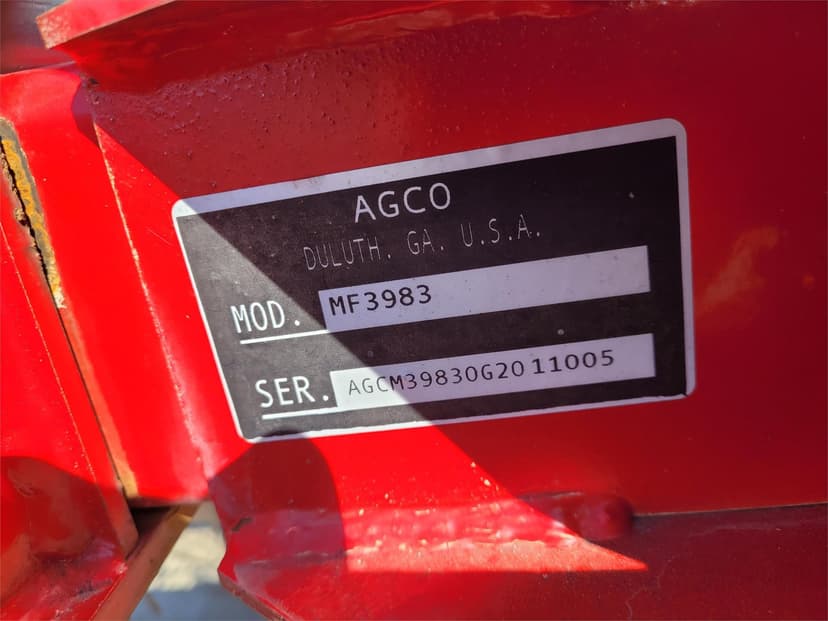 AGCO
DULUTH. GA. U.S.A.
MOD. MF3983
SER. AGCM39830G2011005